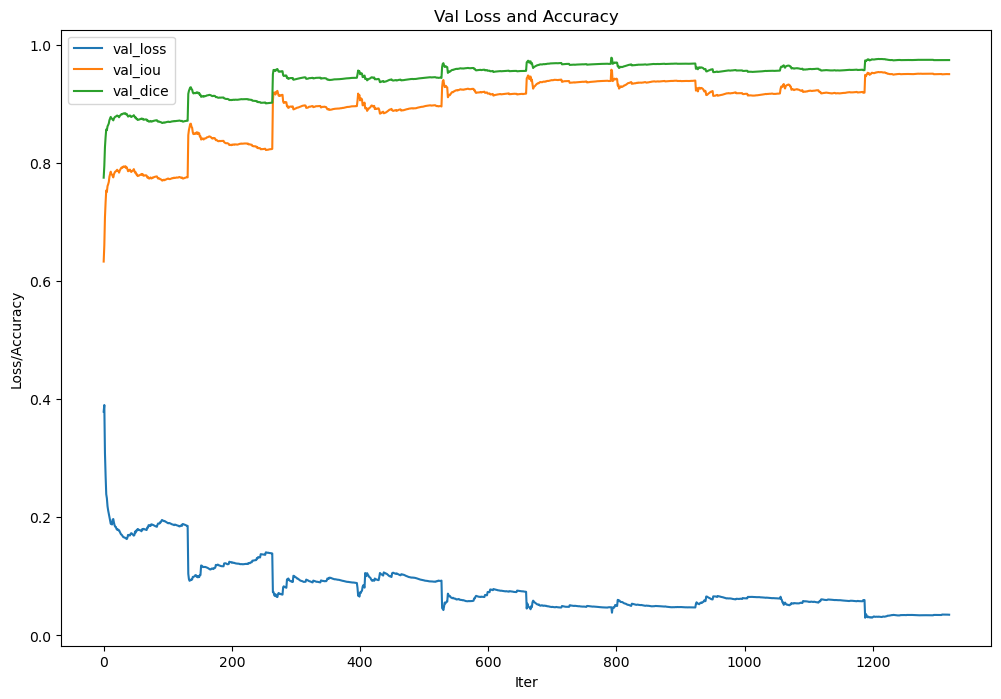 Val Loss and Accuracy
val_loss
val_iou
val_dice
1.0
0.8
0.6
0.4
0.2
0.0
Loss/Accuracy
0 200 400 600 800 1000 1200
Iter